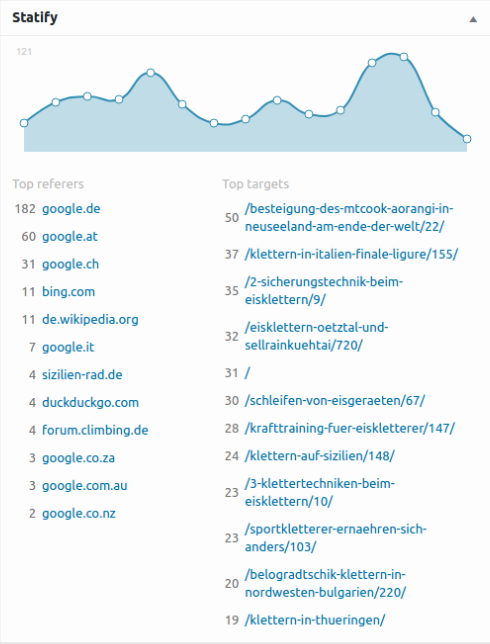 Statify
121
Top referers
182 google.de
60 google.at
31 google.ch
11 bing.com
11 de.wikipedia.org
7 google.it
4 sizilien-rad.de
4 duckduckgo.com
4 forum.climbing.de
3 google.co.za
3 google.com.au
2 google.co.nz
Top targets
50 /besteigung-des-mtcook-aorangi-in-
neuseeland-am-ende-der-welt/22/
37 /klettern-in-italien-finale-ligure/155/
35 /2-sicherungstechnik-beim-
eisklettern/9/
32 /eisklettern-oetztal-und-
sellrainkuehtai/720/
31 /
30 /schleifen-von-eisgeraeten/67/
28 /krafttraining-fuer-eiskletterer/147/
24 /klettern-auf-sizilien/148/
23 /3-klettertechniken-beim-
eisklettern/10/
23 /sportkletterer-ernaehren-sich-
anders/103/
20 /belogradtschik-klettern-in-
nordwesten-bulgarien/220/
19 /klettern-in-thueringen/